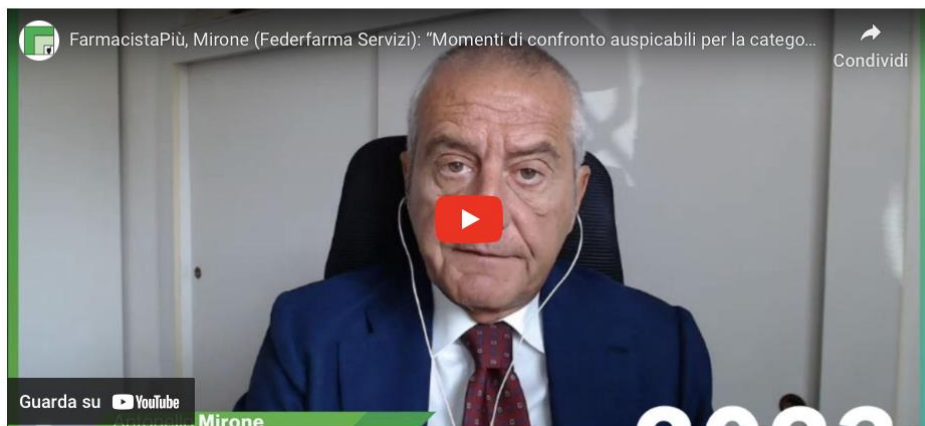 FarmacistaPiù, Mirone (Federfarma Servizi): “Momenti di confronto auspicabili per la catego...
Condividi
Guarda su YouTube
Mirone